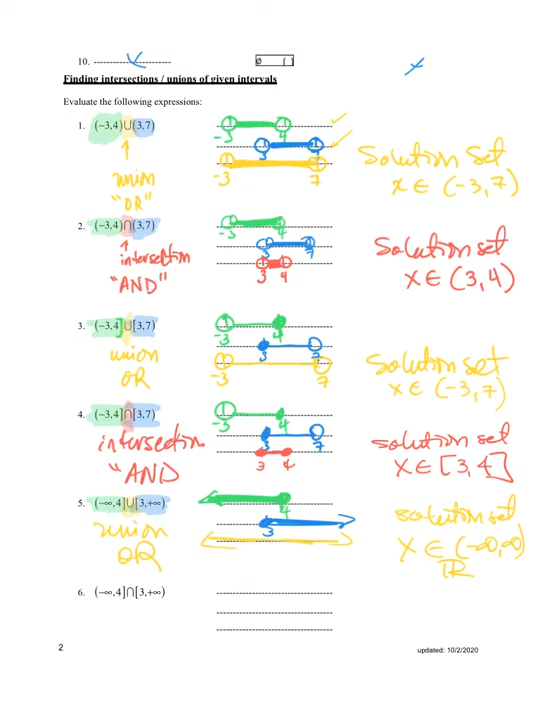 10. ------------------------ ∅ { }
Finding intersections / unions of given intervals
Evaluate the following expressions:
1. (−3,4)∪(3,7)
-3 4
3 7
-3 7
union
"OR"
Solution Set
x ∈ (-3,7)
2. (−3,4)∩(3,7)
-3 4
3 7
3 4
intersection
"AND"
Solution set
x ∈ (3,4)
3. (−3,4]∪[3,7)
-3 4
3 7
-3 7
union
OR
Solution set
x ∈ (-3,7)
4. (−3,4]∩[3,7)
-3 4
3 7
3 4
intersection
"AND
solution set
x ∈ [3,4]
5. (−∞,4]∪[3,+∞)
4
3
union
OR
solution set
x ∈ (-∞,∞)
ℝ
6. (−∞,4]∩[3,+∞)
2 updated: 10/2/2020